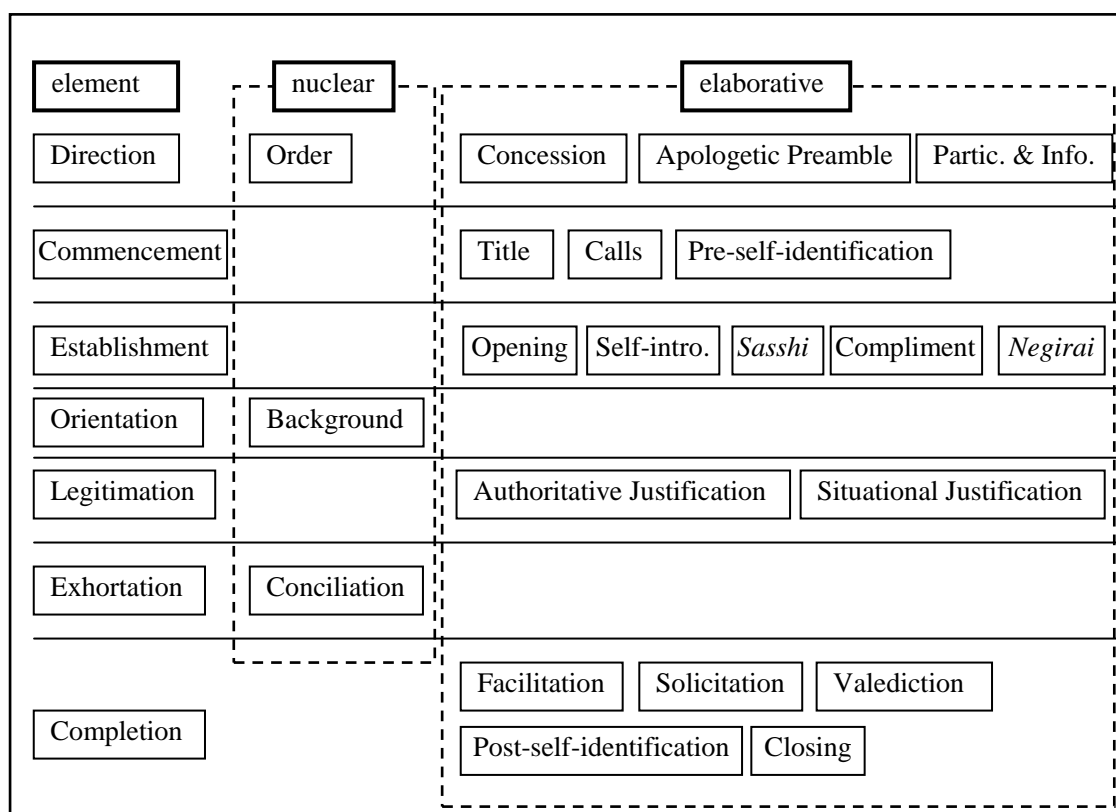 element nuclear elaborative
Direction Order Concession Apologetic Preamble Partic. & Info.
Commencement Title Calls Pre-self-identification
Establishment Opening Self-intro. Sasshi Compliment Negirai
Orientation Background
Legitimation Authoritative Justification Situational Justification
Exhortation Conciliation
Facilitation Solicitation Valediction
Completion
Post-self-identification Closing